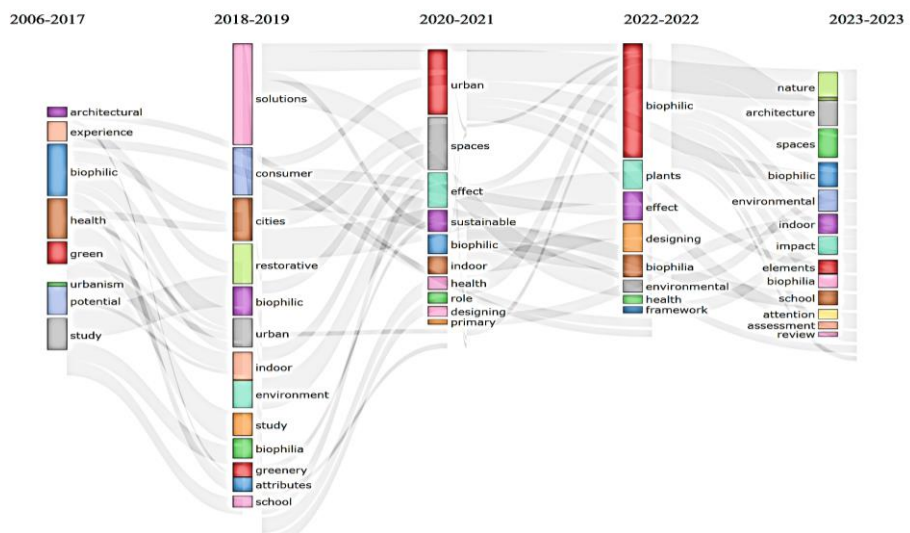 2006-2017
2018-2019
2020-2021
2022-2022
2023-2023
architectural
experience
biophilic
health
green
urbanism
potential
study
solutions
consumer
cities
restorative
biophilic
urban
indoor
environment
study
biophilia
greenery
attributes
school
urban
spaces
effect
sustainable
biophilic
indoor
health
role
designing
primary
biophilic
plants
effect
designing
biophilia
environmental
health
framework
nature
architecture
spaces
biophilic
environmental
indoor
impact
elements
biophilia
school
attention
assessment
review